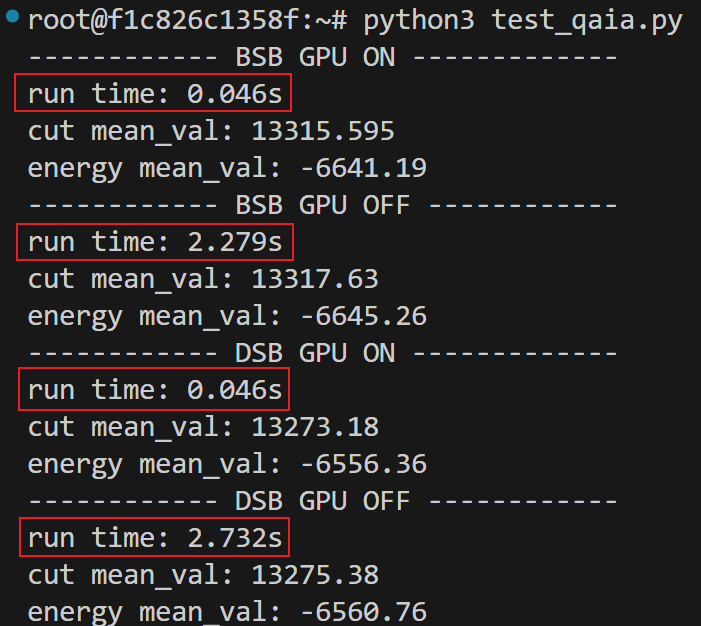 root@f1c826c1358f:~# python3 test_qaia.py
------------ BSB GPU ON -------------
run time: 0.046s
cut mean_val: 13315.595
energy mean_val: -6641.19
------------ BSB GPU OFF ------------
run time: 2.279s
cut mean_val: 13317.63
energy mean_val: -6645.26
------------ DSB GPU ON -------------
run time: 0.046s
cut mean_val: 13273.18
energy mean_val: -6556.36
------------ DSB GPU OFF ------------
run time: 2.732s
cut mean_val: 13275.38
energy mean_val: -6560.76